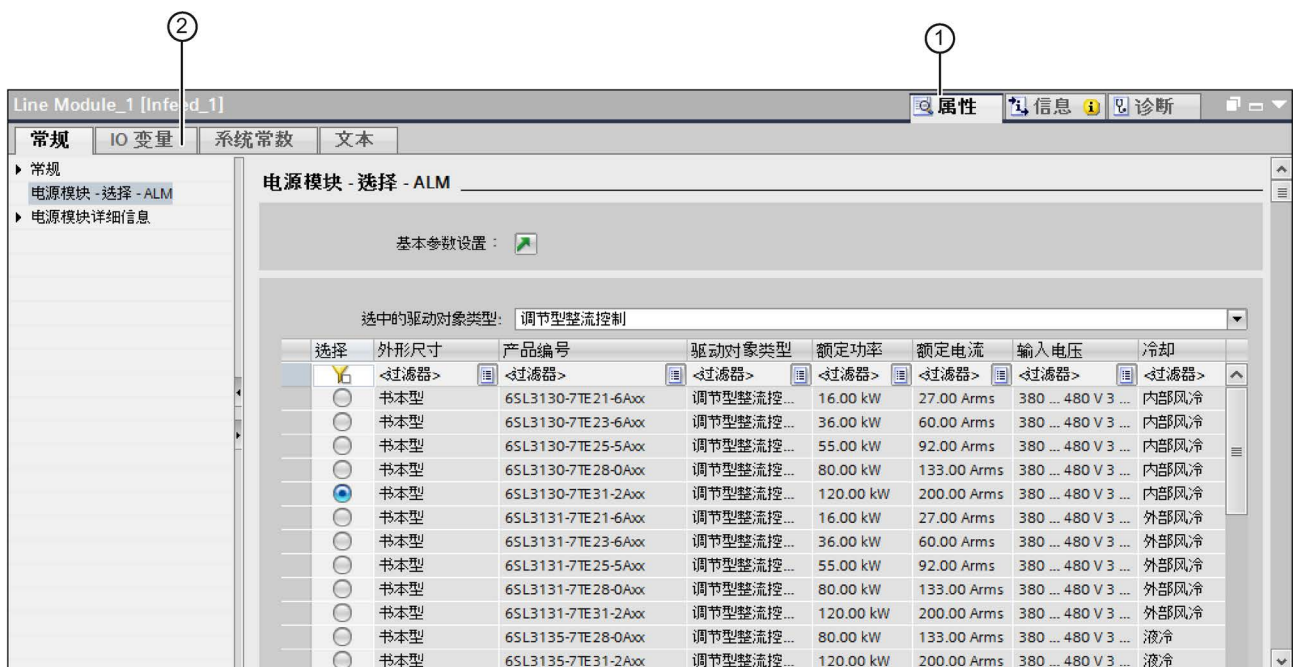 ②
①
Line Module_1 [Infeed_1]
属性 信息 诊断
常规 IO 变量 系统常数 文本
常规
电源模块 - 选择 - ALM
电源模块详细信息
电源模块 - 选择 - ALM
基本参数设置：
选中的驱动对象类型: 调节型整流控制
选择 外形尺寸 产品编号 驱动对象类型 额定功率 额定电流 输入电压 冷却
<过滤器> <过滤器> <过滤器> <过滤器> <过滤器> <过滤器> <过滤器>
书本型 6SL3130-7TE21-6Axx 调节型整流控... 16.00 kW 27.00 Arms 380 ... 480 V 3 ... 内部风冷
书本型 6SL3130-7TE23-6Axx 调节型整流控... 36.00 kW 60.00 Arms 380 ... 480 V 3 ... 内部风冷
书本型 6SL3130-7TE25-5Axx 调节型整流控... 55.00 kW 92.00 Arms 380 ... 480 V 3 ... 内部风冷
书本型 6SL3130-7TE28-0Axx 调节型整流控... 80.00 kW 133.00 Arms 380 ... 480 V 3 ... 内部风冷
书本型 6SL3130-7TE31-2Axx 调节型整流控... 120.00 kW 200.00 Arms 380 ... 480 V 3 ... 内部风冷
书本型 6SL3131-7TE21-6Axx 调节型整流控... 16.00 kW 27.00 Arms 380 ... 480 V 3 ... 外部风冷
书本型 6SL3131-7TE23-6Axx 调节型整流控... 36.00 kW 60.00 Arms 380 ... 480 V 3 ... 外部风冷
书本型 6SL3131-7TE25-5Axx 调节型整流控... 55.00 kW 92.00 Arms 380 ... 480 V 3 ... 外部风冷
书本型 6SL3131-7TE28-0Axx 调节型整流控... 80.00 kW 133.00 Arms 380 ... 480 V 3 ... 外部风冷
书本型 6SL3131-7TE31-2Axx 调节型整流控... 120.00 kW 200.00 Arms 380 ... 480 V 3 ... 外部风冷
书本型 6SL3135-7TE28-0Axx 调节型整流控... 80.00 kW 133.00 Arms 380 ... 480 V 3 ... 液冷
书本型 6SL3135-7TE31-2Axx 调节型整流控... 120.00 kW 200.00 Arms 380 ... 480 V 3 ... 液冷